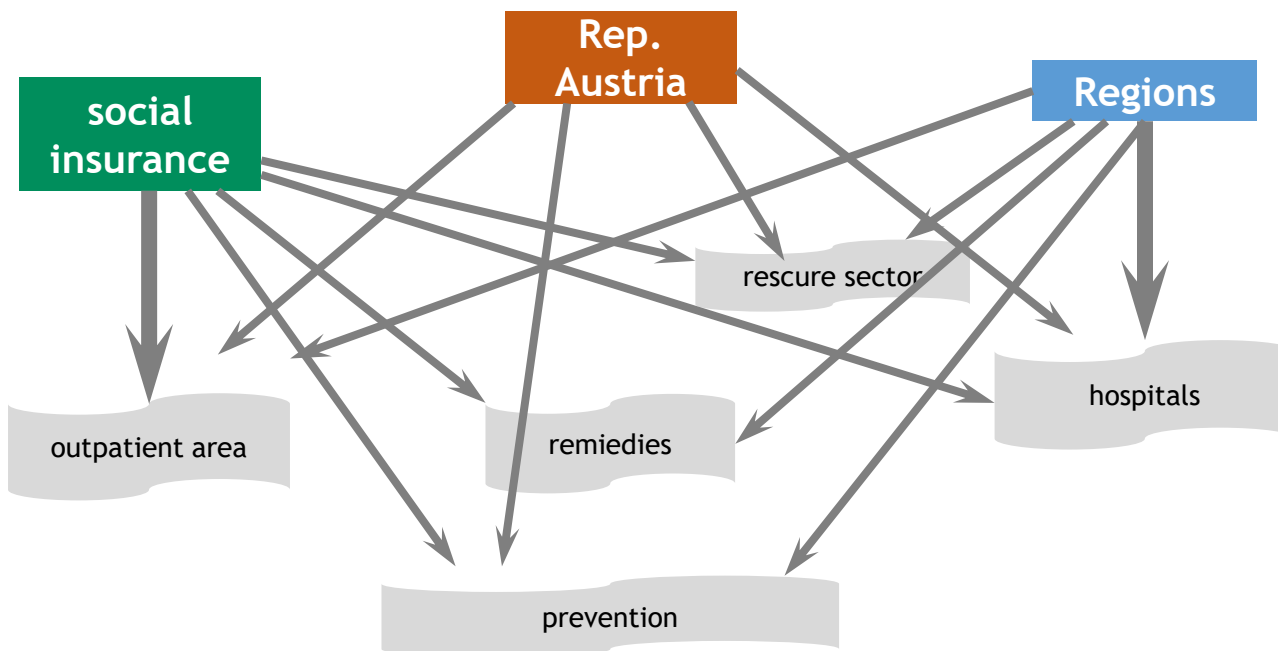 Rep.
Austria
social
insurance
Regions
rescure sector
hospitals
outpatient area
remiedies
prevention